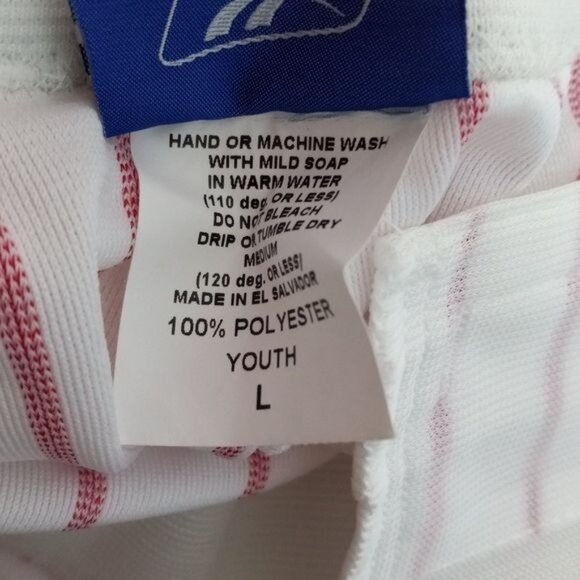 HAND OR MACHINE WASH
WITH MILD SOAP
IN WARM WATER
(110 deg. OR LESS)
DO NOT BLEACH
DRIP OR TUMBLE DRY
MEDIUM
(120 deg. OR LESS)
MADE IN EL SALVADOR
100% POLYESTER
YOUTH
L